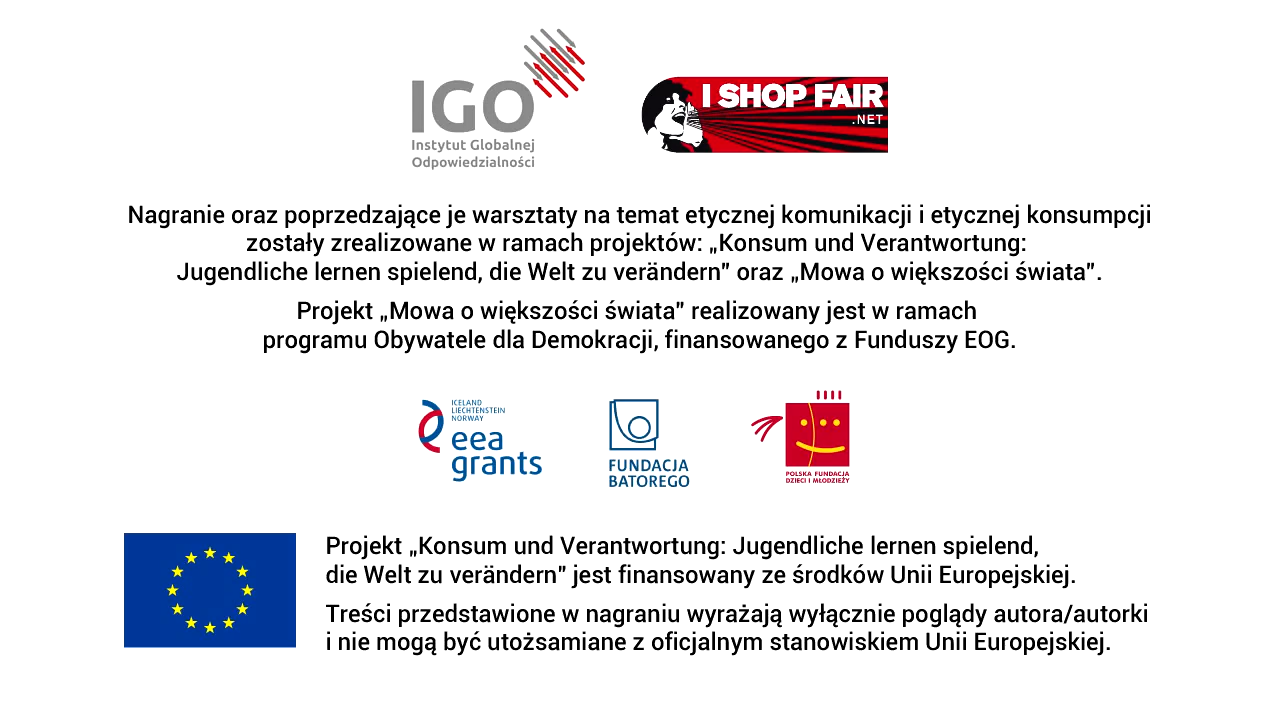 IGO
Instytut Globalnej
Odpowiedzialności
I SHOP FAIR
.NET
Nagranie oraz poprzedzające je warsztaty na temat etycznej komunikacji i etycznej konsumpcji
zostały zrealizowane w ramach projektów: „Konsum und Verantwortung:
Jugendliche lernen spielend, die Welt zu verändern" oraz „Mowa o większości świata".
Projekt „Mowa o większości świata" realizowany jest w ramach
programu Obywatele dla Demokracji, finansowanego z Funduszy EOG.
ICELAND
LIECHTENSTEIN
NORWAY
eea
grants
FUNDACJA
BATOREGO
POLSKA FUNDACJA
DZIECI I MŁODZIEŻY
Projekt „Konsum und Verantwortung: Jugendliche lernen spielend,
die Welt zu verändern" jest finansowany ze środków Unii Europejskiej.
Treści przedstawione w nagraniu wyrażają wyłącznie poglądy autora/autorki
i nie mogą być utożsamiane z oficjalnym stanowiskiem Unii Europejskiej.